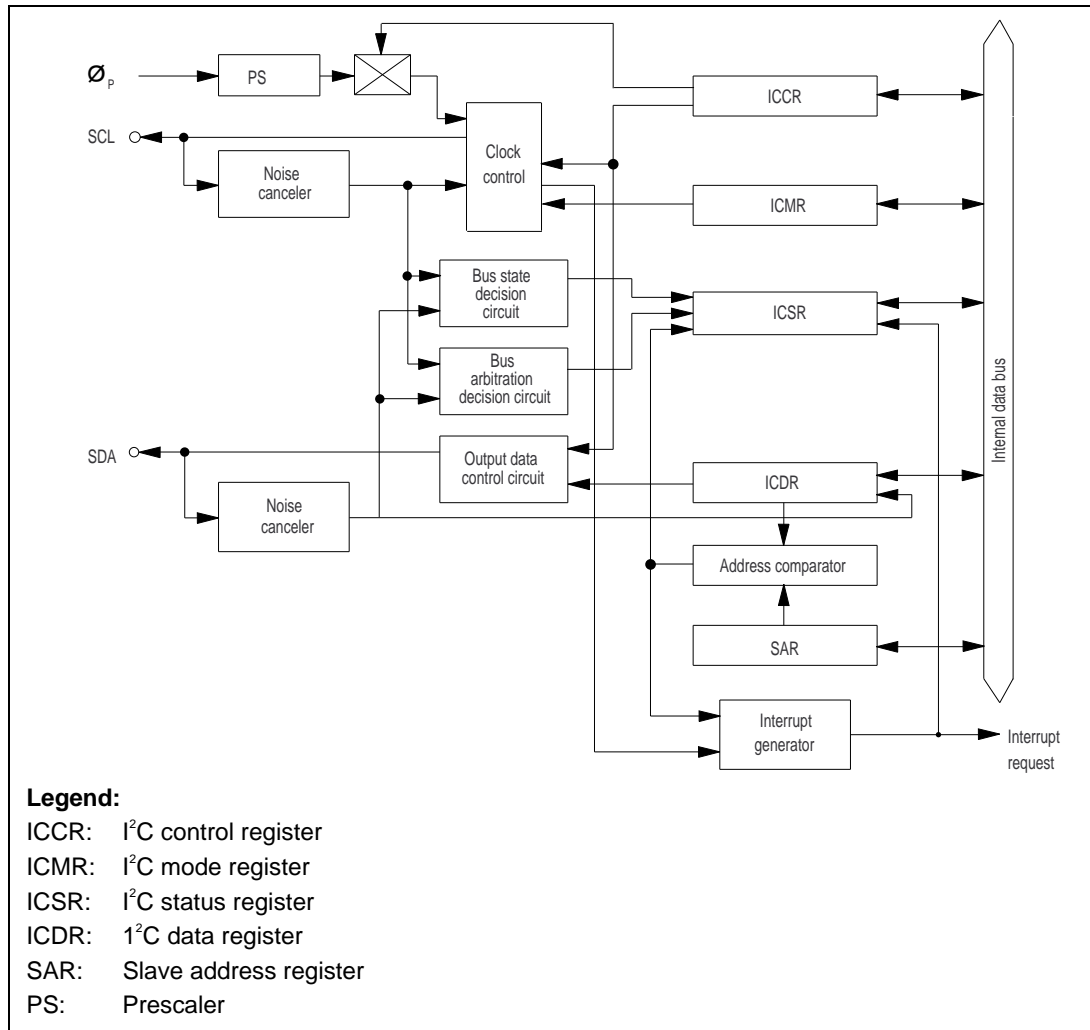 Ø P
PS
ICCR
SCL
Clock
control
Noise
canceler
ICMR
Bus state
decision
circuit
ICSR
Bus
arbitration
decision circuit
Internal data bus
SDA
Output data
control circuit
ICDR
Noise
canceler
Address comparator
SAR
Interrupt
generator
Interrupt
request
Legend:
ICCR: I²C control register
ICMR: I²C mode register
ICSR: I²C status register
ICDR: 1²C data register
SAR: Slave address register
PS: Prescaler